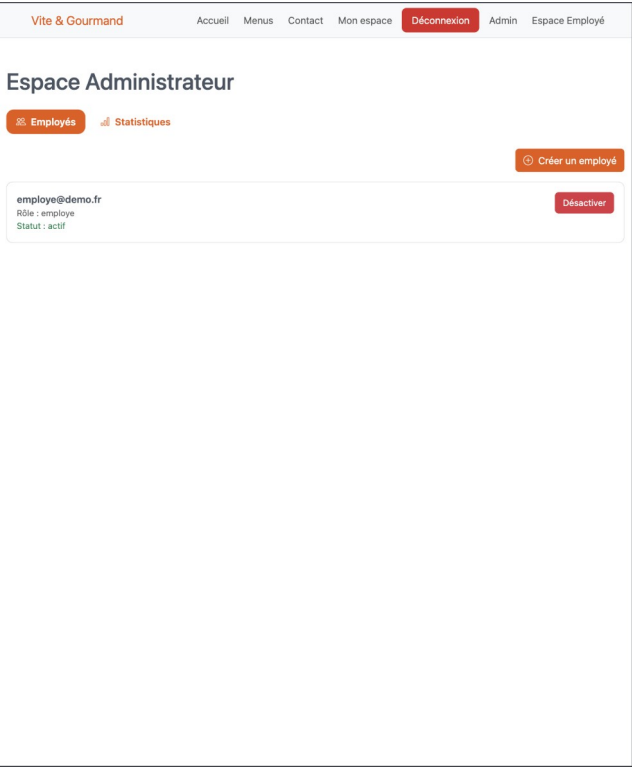 Vite & Gourmand Accueil Menus Contact Mon espace Déconnexion Admin Espace Employé
Espace Administrateur
Employés Statistiques
Créer un employé
employe@demo.fr
Désactiver
Rôle : employe
Statut : actif